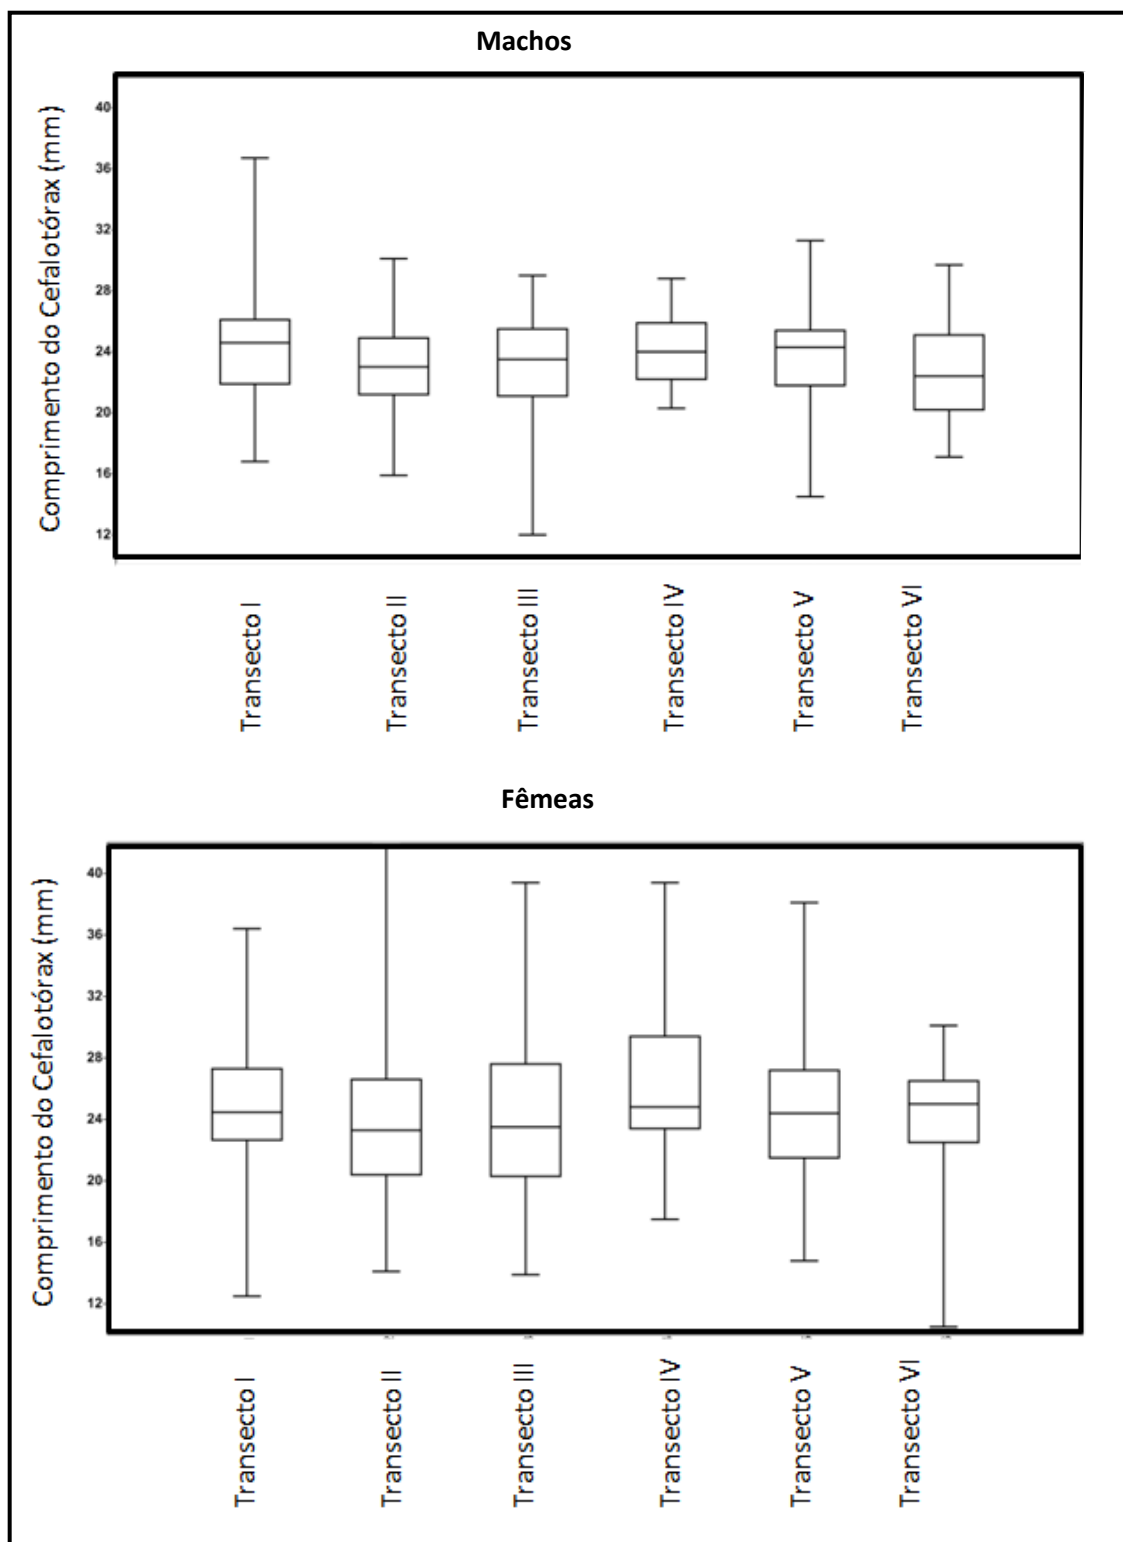 Machos
Comprimento do Cefalotórax (mm)
40
36
32
28
24
20
16
12
Transecto I
Transecto II
Transecto III
Transecto IV
Transecto V
Transecto VI
Fêmeas
Comprimento do Cefalotórax (mm)
40
36
32
28
24
20
16
12
Transecto I
Transecto II
Transecto III
Transecto IV
Transecto V
Transecto VI